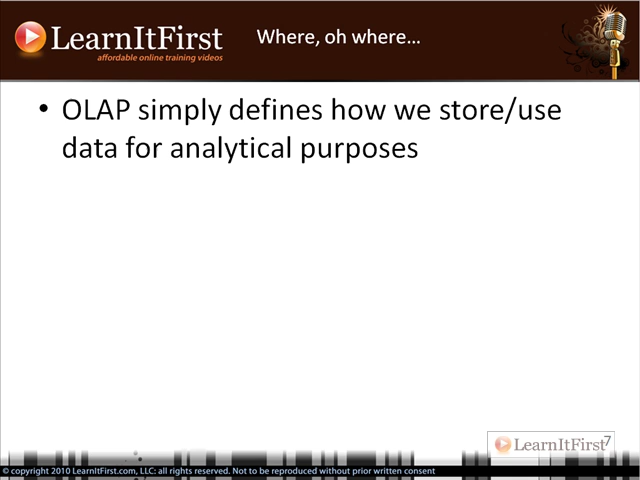 LearnItFirst
affordable online training videos
Where, oh where…
• OLAP simply defines how we store/use
data for analytical purposes
LearnItFirst
7
© copyright 2010 LearnItFirst.com, LLC: all rights reserved. Not to be reproduced without prior written consent